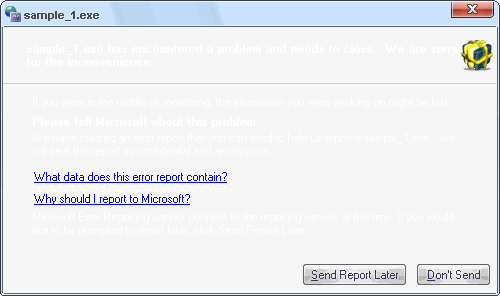 sample_1.exe
sample_1.exe has encountered a problem and needs to close.  We are sorry
for the inconvenience.
If you were in the middle of something, the information you were working on might be lost.
Please tell Microsoft about this problem.
We have created an error report that you can send to help us improve sample_1.exe.  We
will treat this report as confidential and anonymous.
What data does this error report contain?
Why should I report to Microsoft?
Microsoft Error Reporting cannot connect to the reporting servers at this time. If you would
like to be prompted to report later, click Send Report Later.
Send Report Later
Don't Send